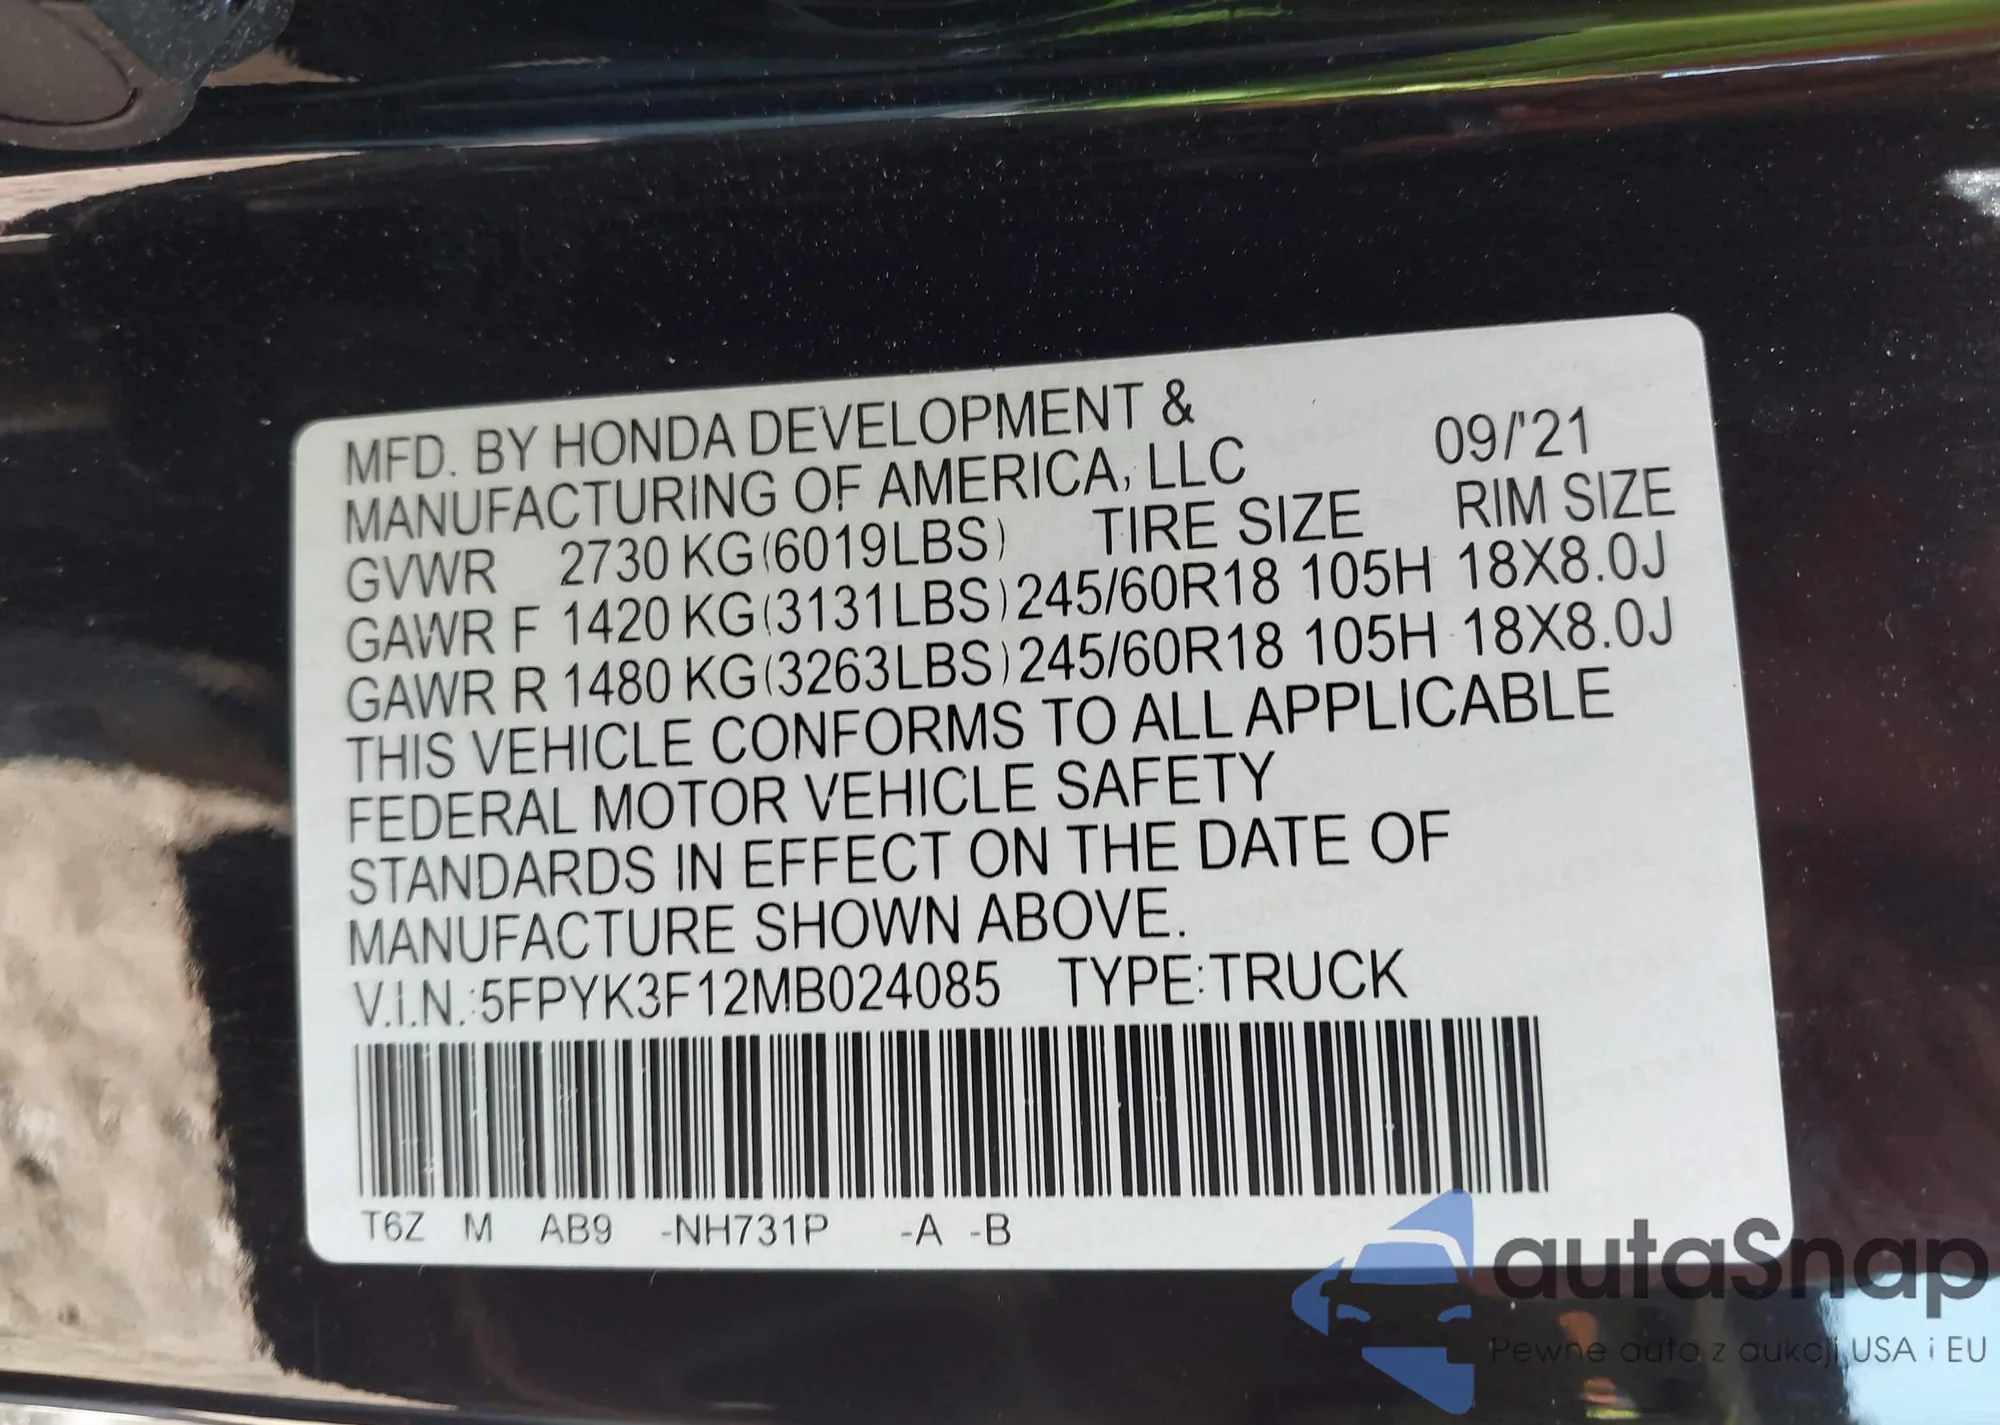 MFD. BY HONDA DEVELOPMENT &
MANUFACTURING OF AMERICA, LLC 09/'21
GVWR 2730 KG(6019LBS) TIRE SIZE RIM SIZE
GAWR F 1420 KG(3131LBS) 245/60R18 105H 18X8.0J
GAWR R 1480 KG(3263LBS) 245/60R18 105H 18X8.0J
THIS VEHICLE CONFORMS TO ALL APPLICABLE
FEDERAL MOTOR VEHICLE SAFETY
STANDARDS IN EFFECT ON THE DATE OF
MANUFACTURE SHOWN ABOVE.
V.I.N.:5FPYK3F12MB024085 TYPE:TRUCK
T6Z M AB9 -NH731P -A -B
autaSnap
Pewne auta z aukcji USA i EU